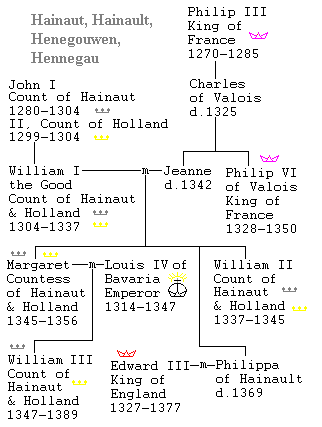 Hainaut, Hainault,
Henegouwen,
Hennegau
Philip III
King of
France
1270-1285
John I
Count of Hainaut
1280-1304
II, Count of Holland
1299-1304
Charles
of Valois
d.1325
William I
the Good
Count of Hainaut
& Holland
1304-1337
m
Jeanne
d.1342
Philip VI
of Valois
King of
France
1328-1350
Margaret
Countess
of Hainaut
& Holland
1345-1356
m
Louis IV of
Bavaria
Emperor
1314-1347
William II
Count of
Hainaut
& Holland
1337-1345
William III
Count of
Hainaut
& Holland
1347-1389
Edward III
King of
England
1327-1377
m
Philippa
of Hainault
d.1369